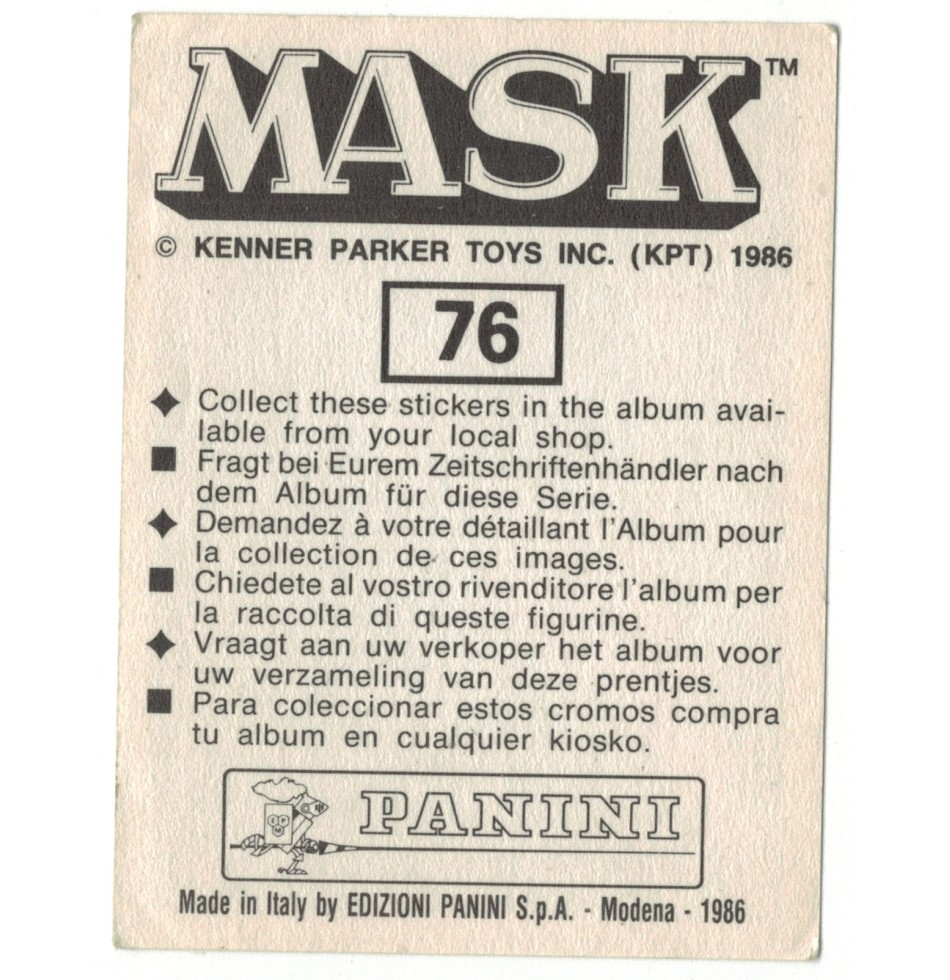 MASK™
© KENNER PARKER TOYS INC. (KPT) 1986
76
Collect these stickers in the album avai-
lable from your local shop.
Fragt bei Eurem Zeitschriftenhändler nach
dem Album für diese Serie.
Demandez à votre détaillant l'Album pour
la collection de ces images.
Chiedete al vostro rivenditore l'album per
la raccolta di queste figurine.
Vraagt aan uw verkoper het album voor
uw verzameling van deze prentjes.
Para coleccionar estos cromos compra
tu album en cualquier kiosko.
PANINI
Made in Italy by EDIZIONI PANINI S.p.A. - Modena - 1986